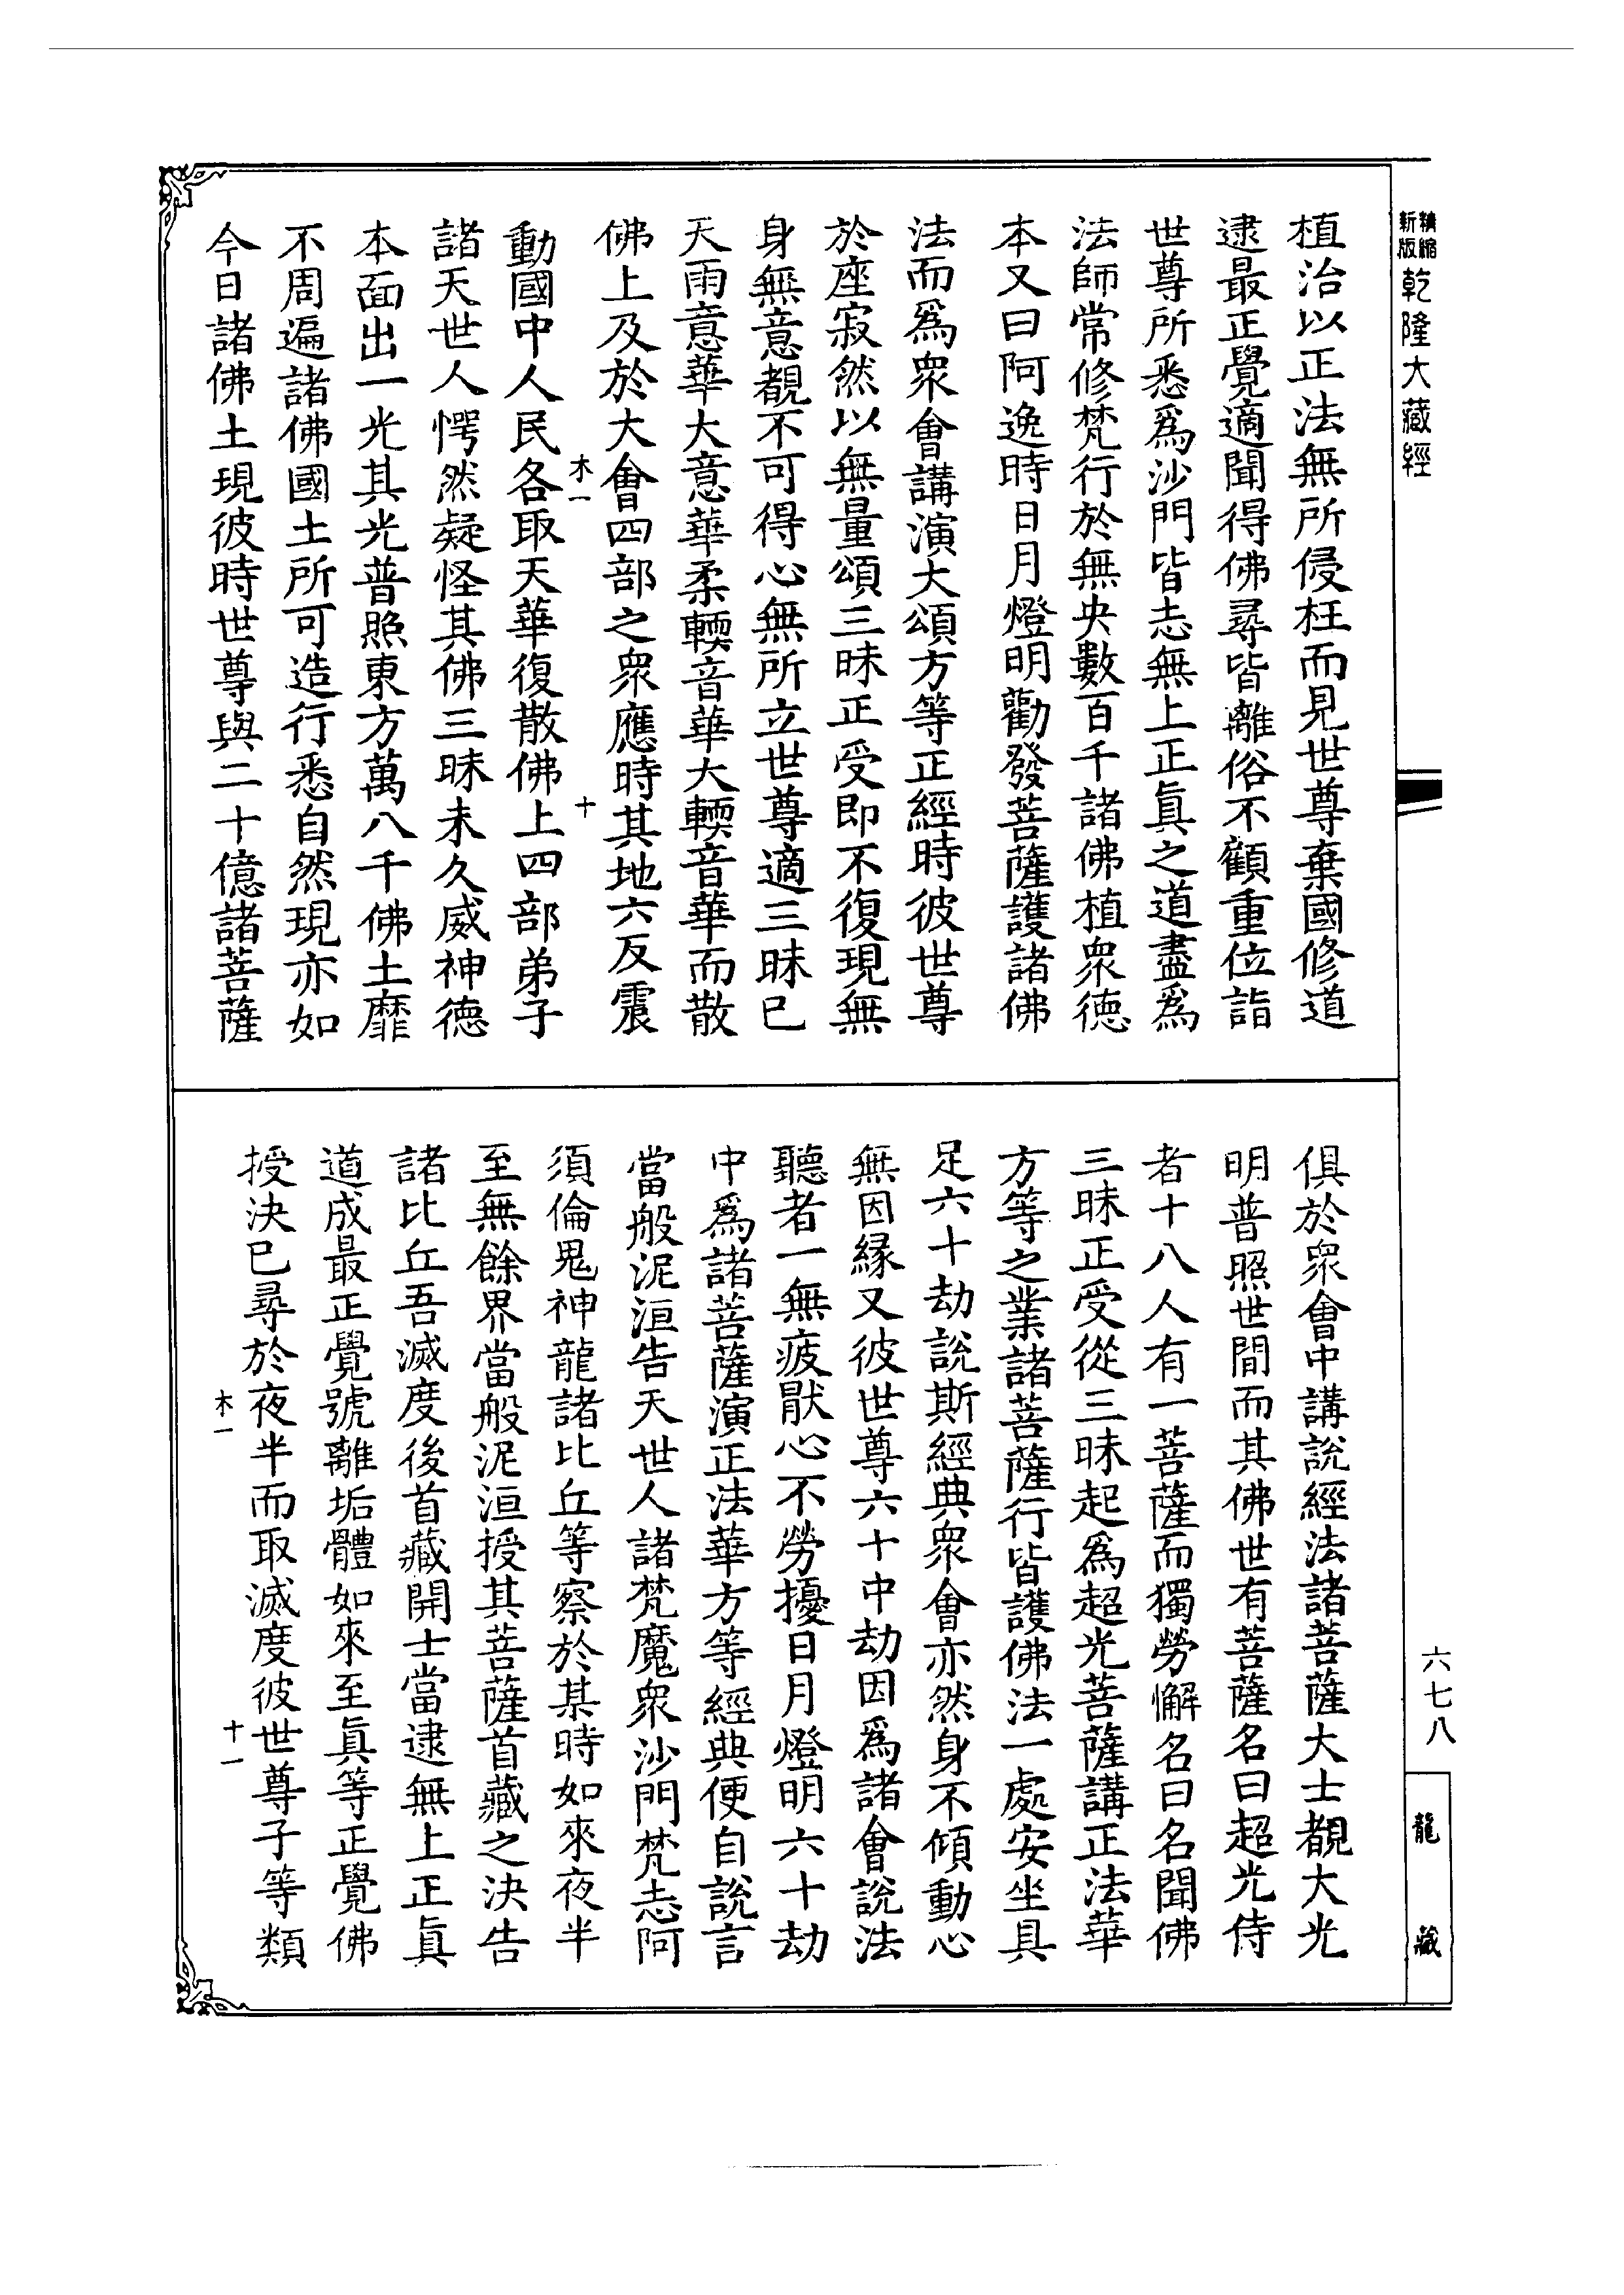 精縮新版乾隆大藏經
植治以正法無所侵枉而見世尊棄國修道
逮最正覺適聞得佛尋皆離俗不顧重位詣
世尊所悉為沙門皆志無上正真之道盡為
法師常修梵行於無央數百千諸佛植衆德
本又曰阿逸時日月燈明勸發菩薩護諸佛
法而為衆會講演大頌方等正經時彼世尊
於座寂然以無量頌三昧正受即不復現無
身無意覩不可得心無所立世尊適三昧已
天雨意華大意華柔輭音華大輭音華而散
佛上及於大會四部之衆應時其地六反震
木一
十
動國中人民各取天華復散佛上四部弟子
諸天世人愕然疑怪其佛三昧未久威神德
本面出一光其光普照東方萬八千佛土靡
不周遍諸佛國土所可造行悉自然現亦如
今日諸佛土現彼時世尊與二十億諸菩薩
俱於衆會中講說經法諸菩薩大士覩大光
明普照世間而其佛世有菩薩名曰超光侍
者十八人有一菩薩而獨勞懈名曰名聞佛
三昧正受從三昧起為超光菩薩講正法華
方等之業諸菩薩行皆護佛法一處安坐具
足六十劫說斯經典衆會亦然身不傾動心
無因緣又彼世尊六十中劫因為諸會說法
聽者一無疲厭心不勞擾日月燈明六十劫
中為諸菩薩演正法華方等經典便自說言
當般泥洹告天世人諸梵魔衆沙門梵志阿
須倫鬼神龍諸比丘等察於某時如來夜半
至無餘界當般泥洹授其菩薩首藏之決告
諸比丘吾滅度後首藏開士當逮無上正真
道成最正覺號離垢體如來至真等正覺佛
授決已尋於夜半而取滅度彼世尊子等類
木一
十一
六七八
龍藏